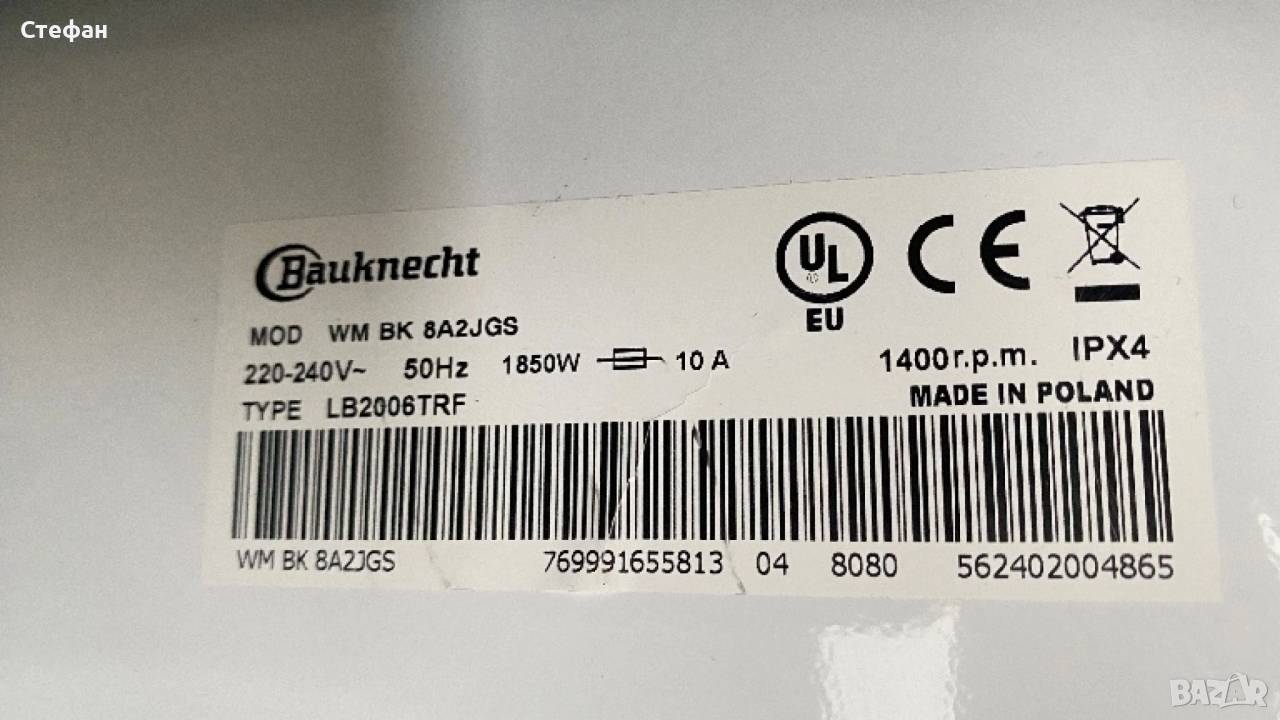 Стефан
Bauknecht
MOD WM BK 8A2JGS
220-240V~ 50Hz 1850W 10 A
TYPE LB2006TRF
UL
EU
CE
1400r.p.m. IPX4
MADE IN POLAND
WM BK 8A2JGS 769991655813 04 8080 562402004865
BAZAR